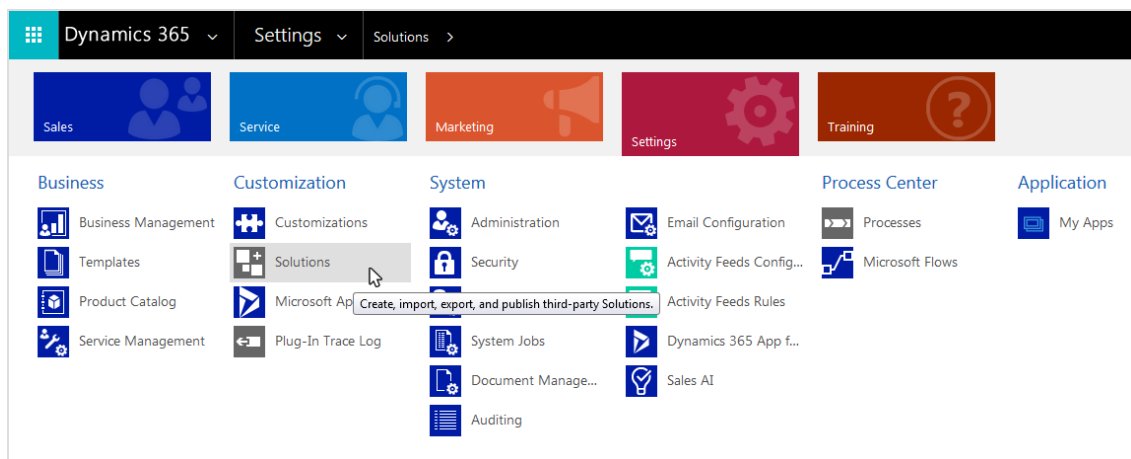 Dynamics 365 Settings Solutions
Sales Service Marketing Settings Training
Business
Business Management
Templates
Product Catalog
Service Management
Customization
Customizations
Solutions
Microsoft Ap
Plug-In Trace Log
Create, import, export, and publish third-party Solutions.
System
Administration
Security
System Jobs
Document Manage...
Auditing
Email Configuration
Activity Feeds Config...
Activity Feeds Rules
Dynamics 365 App f...
Sales AI
Process Center
Processes
Microsoft Flows
Application
My Apps